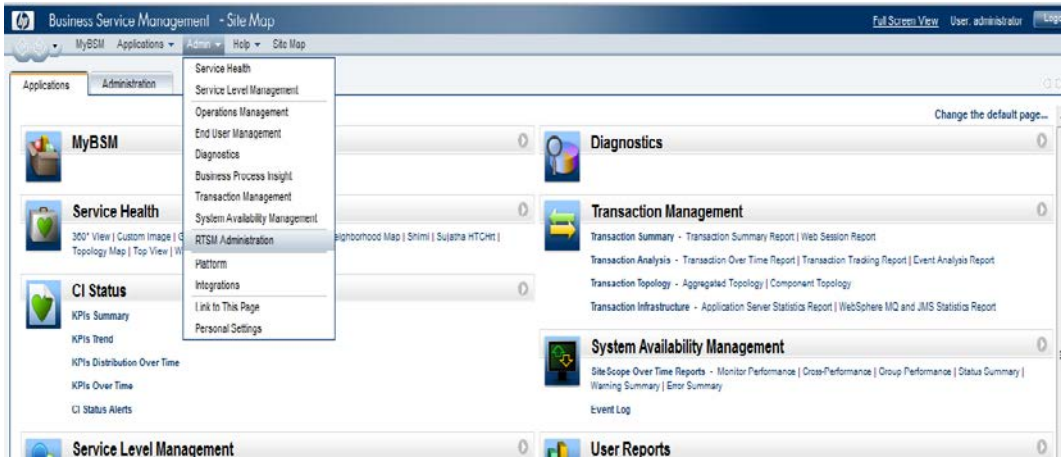 Business Service Management - Site Map
Full Screen View User: administrator
MyBSM Applications Admin Help Site Map
Applications Administration
Service Health
Service Level Management
Operations Management
End User Management
Diagnostics
Business Process Insight
Transaction Management
System Availability Management
RTSM Administration
Platform
Integrations
Link to This Page
Personal Settings
Change the default page...
MyBSM
Service Health
360° View | Custom Image |
Neighborhood Map | Shimi | Sujatha HTCHrt |
Topology Map | Top View |
CI Status
KPIs Summary
KPIs Trend
KPIs Distribution Over Time
KPIs Over Time
CI Status Alerts
Service Level Management
Diagnostics
Transaction Management
Transaction Summary - Transaction Summary Report | Web Session Report
Transaction Analysis - Transaction Over Time Report | Transaction Tracking Report | Event Analysis Report
Transaction Topology - Aggregated Topology | Component Topology
Transaction Infrastructure - Application Server Statistics Report | WebSphere MQ and JMS Statistics Report
System Availability Management
SiteScope Over Time Reports - Monitor Performance | Cross-Performance | Group Performance | Status Summary |
Warning Summary | Error Summary
Event Log
User Reports